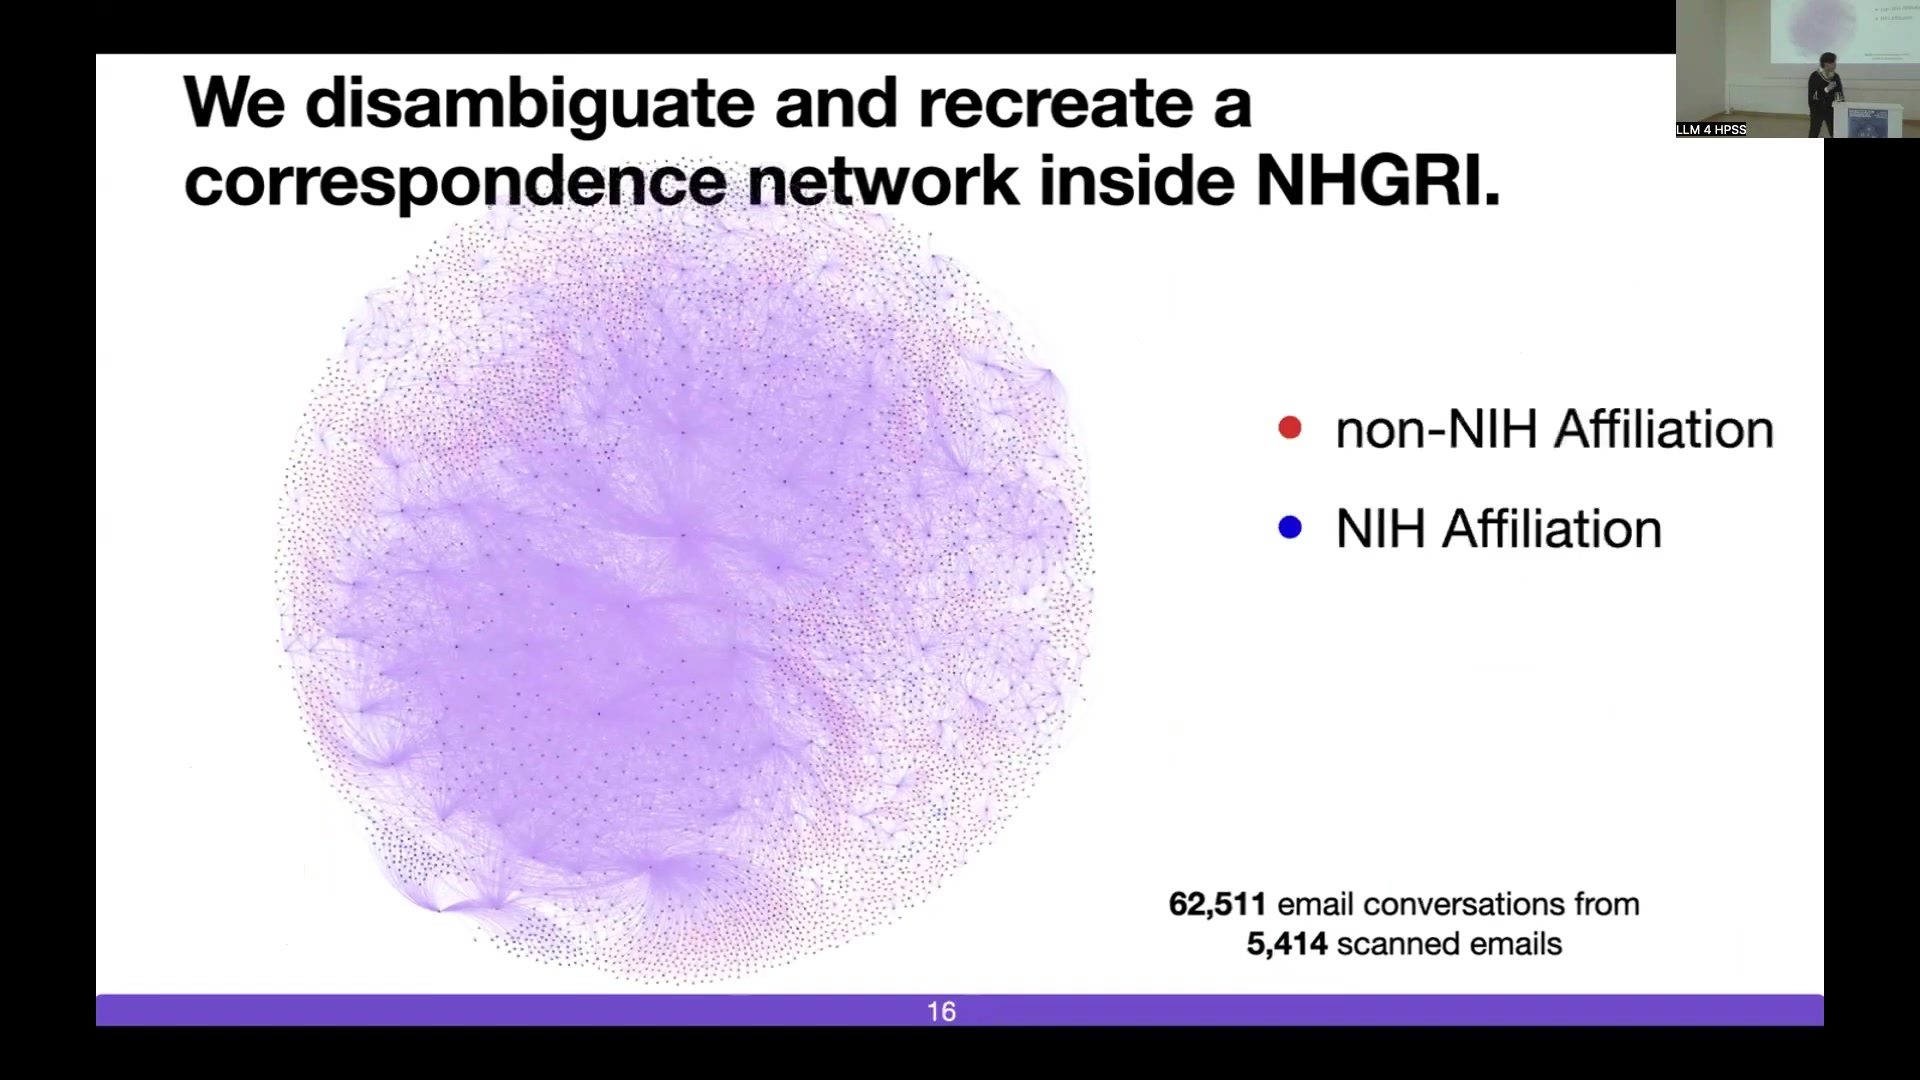 We disambiguate and recreate a
correspondence network inside NHGRI.
non-NIH Affiliation
NIH Affiliation
62,511 email conversations from
5,414 scanned emails
16
LLM 4 HPSS